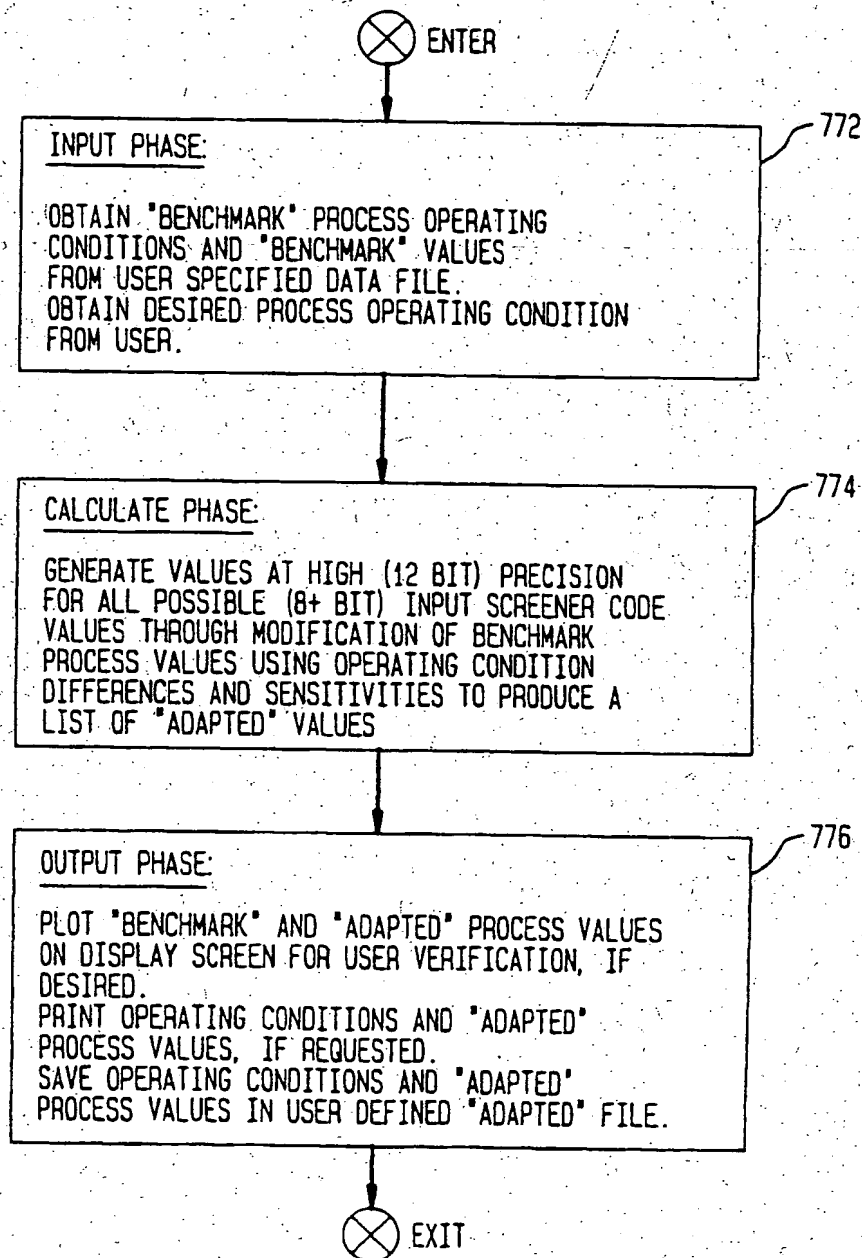 ENTER
772
INPUT PHASE:
OBTAIN "BENCHMARK" PROCESS OPERATING
CONDITIONS AND "BENCHMARK" VALUES
FROM USER SPECIFIED DATA FILE.
OBTAIN DESIRED PROCESS OPERATING CONDITION
FROM USER.
774
CALCULATE PHASE:
GENERATE VALUES AT HIGH (12 BIT) PRECISION
FOR ALL POSSIBLE (8+ BIT) INPUT SCREENER CODE
VALUES THROUGH MODIFICATION OF BENCHMARK
PROCESS VALUES USING OPERATING CONDITION
DIFFERENCES AND SENSITIVITIES TO PRODUCE A
LIST OF "ADAPTED" VALUES
776
OUTPUT PHASE:
PLOT "BENCHMARK" AND "ADAPTED" PROCESS VALUES
ON DISPLAY SCREEN FOR USER VERIFICATION, IF
DESIRED.
PRINT OPERATING CONDITIONS AND "ADAPTED"
PROCESS VALUES, IF REQUESTED.
SAVE OPERATING CONDITIONS AND "ADAPTED"
PROCESS VALUES IN USER DEFINED "ADAPTED" FILE.
EXIT